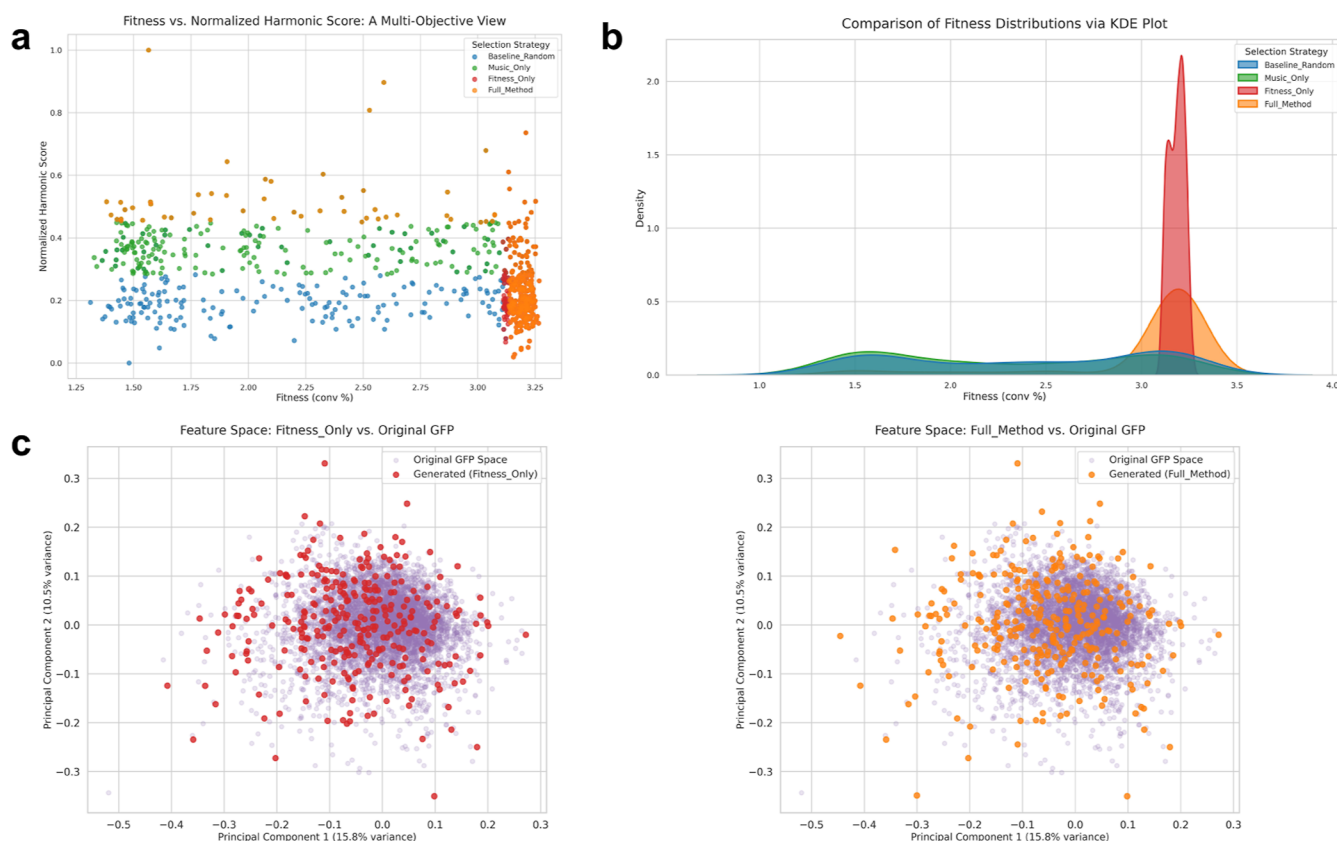 a
Fitness vs. Normalized Harmonic Score: A Multi-Objective View
Normalized Harmonic Score
1.0
0.8
0.6
0.4
0.2
0.0
Selection Strategy
Baseline_Random
Music_Only
Fitness_Only
Full_Method
1.25 1.50 1.75 2.00 2.25 2.50 2.75 3.00 3.25
Fitness (conv %)
b
Comparison of Fitness Distributions via KDE Plot
Density
2.0
1.5
1.0
0.5
0.0
Selection Strategy
Baseline_Random
Music_Only
Fitness_Only
Full_Method
1.0 1.5 2.0 2.5 3.0 3.5 4.0
Fitness (conv %)
c
Feature Space: Fitness_Only vs. Original GFP
Principal Component 2 (10.5% variance)
0.3
0.2
0.1
0.0
−0.1
−0.2
−0.3
Original GFP Space
Generated (Fitness_Only)
−0.5 −0.4 −0.3 −0.2 −0.1 0.0 0.1 0.2 0.3
Principal Component 1 (15.8% variance)
Feature Space: Full_Method vs. Original GFP
Principal Component 2 (10.5% variance)
0.3
0.2
0.1
0.0
−0.1
−0.2
−0.3
Original GFP Space
Generated (Full_Method)
−0.5 −0.4 −0.3 −0.2 −0.1 0.0 0.1 0.2 0.3
Principal Component 1 (15.8% variance)